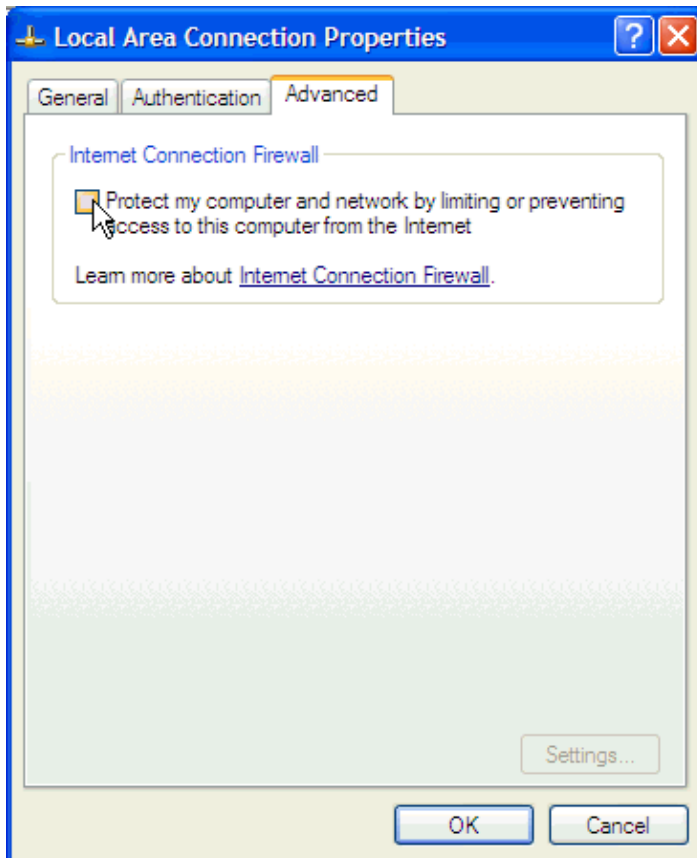 Local Area Connection Properties
?
General Authentication Advanced
Internet Connection Firewall
Protect my computer and network by limiting or preventing
access to this computer from the Internet
Learn more about Internet Connection Firewall.
Settings...
OK Cancel